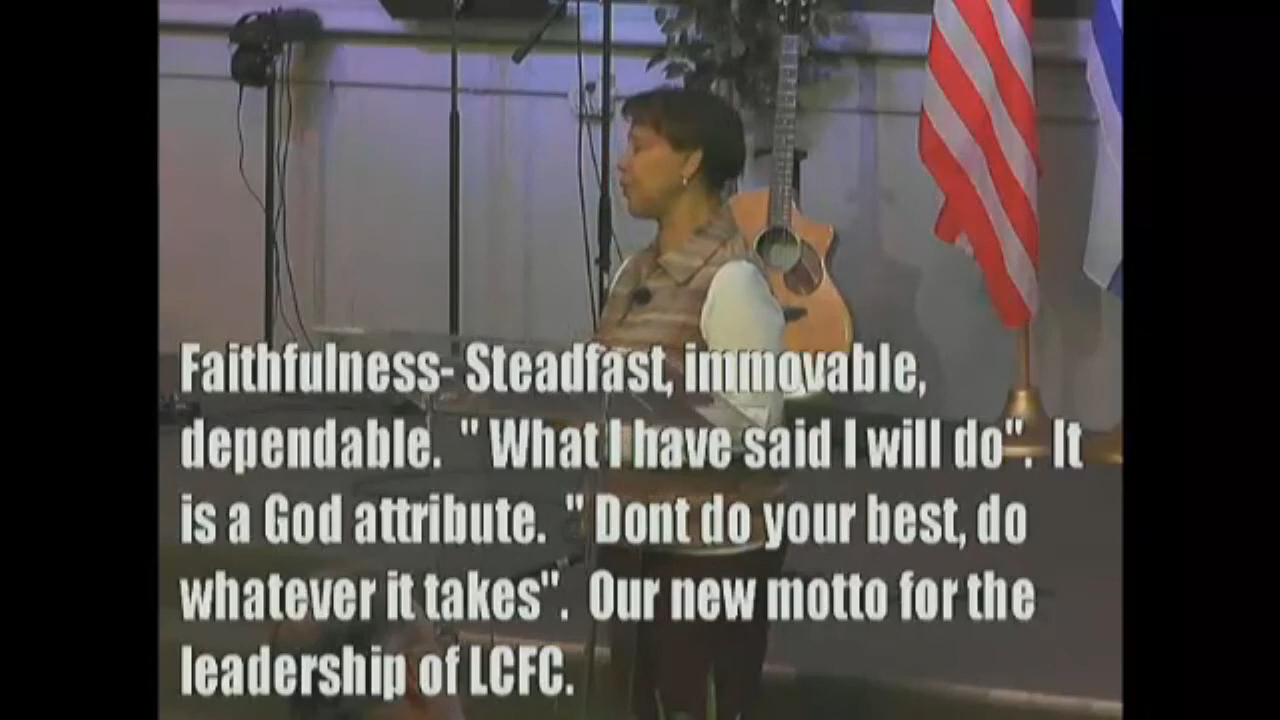 Faithfulness- Steadfast, immovable,
dependable. " What I have said I will do". It
is a God attribute. " Dont do your best, do
whatever it takes". Our new motto for the
leadership of LCFC.